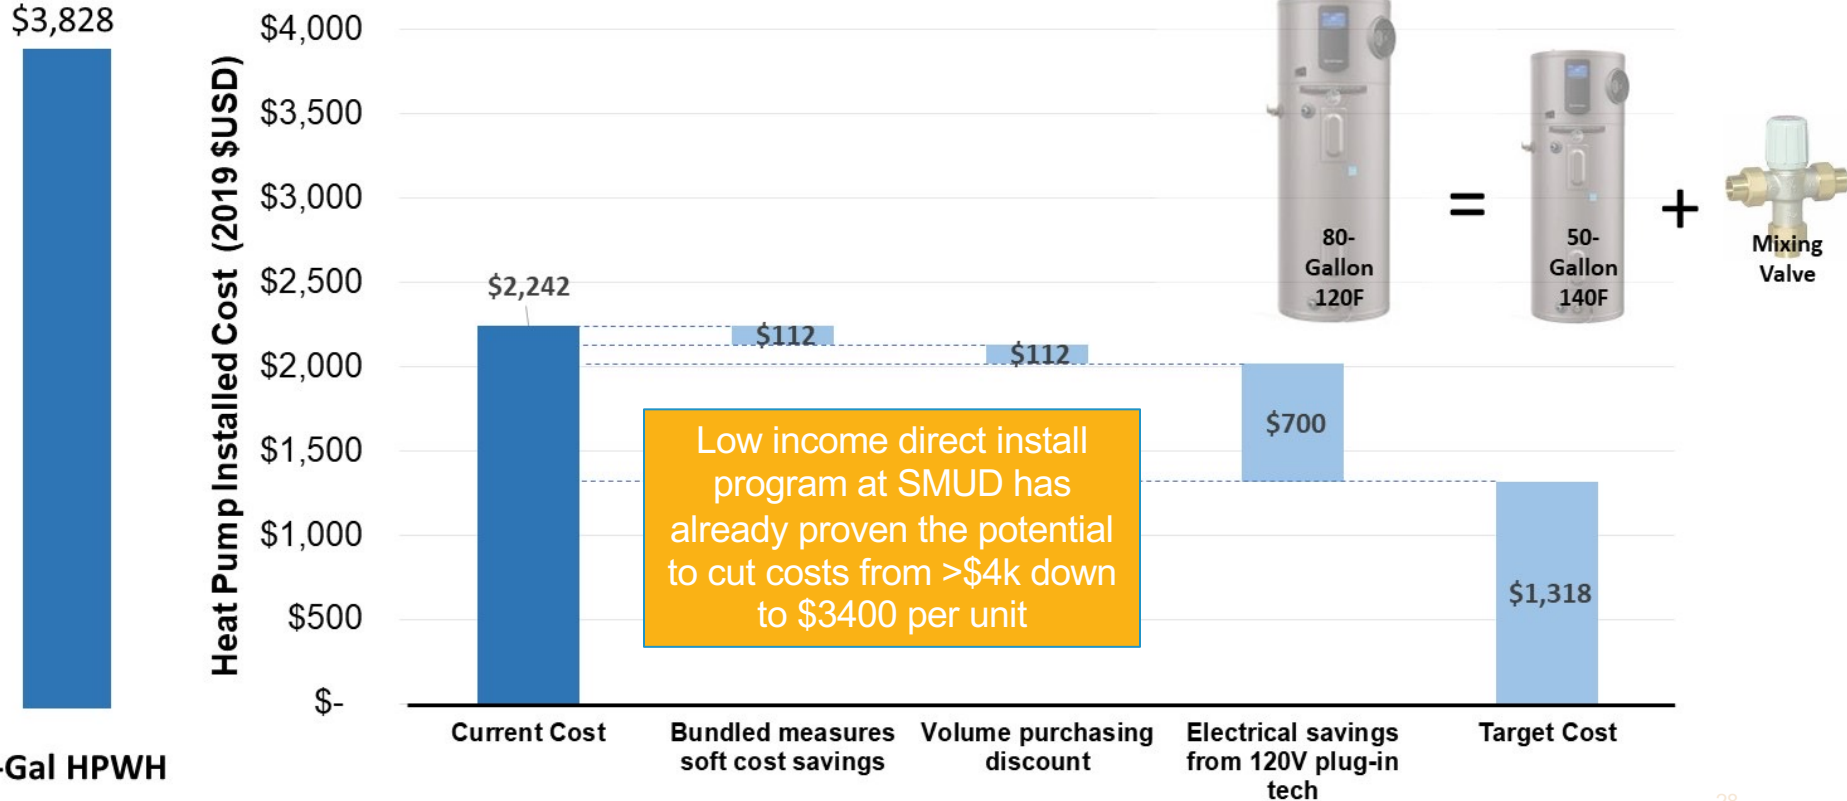 $3,828
-Gal HPWH
Heat Pump Installed Cost (2019 $USD)
$4,000
$3,500
$3,000
$2,500
$2,000
$1,500
$1,000
$500
$-
$2,242
$112
$112
$700
$1,318
Low income direct install
program at SMUD has
already proven the potential
to cut costs from >$4k down
to $3400 per unit
80-
Gallon
120F
=
50-
Gallon
140F
+
Mixing
Valve
Current Cost
Bundled measures
soft cost savings
Volume purchasing
discount
Electrical savings
from 120V plug-in
tech
Target Cost
28